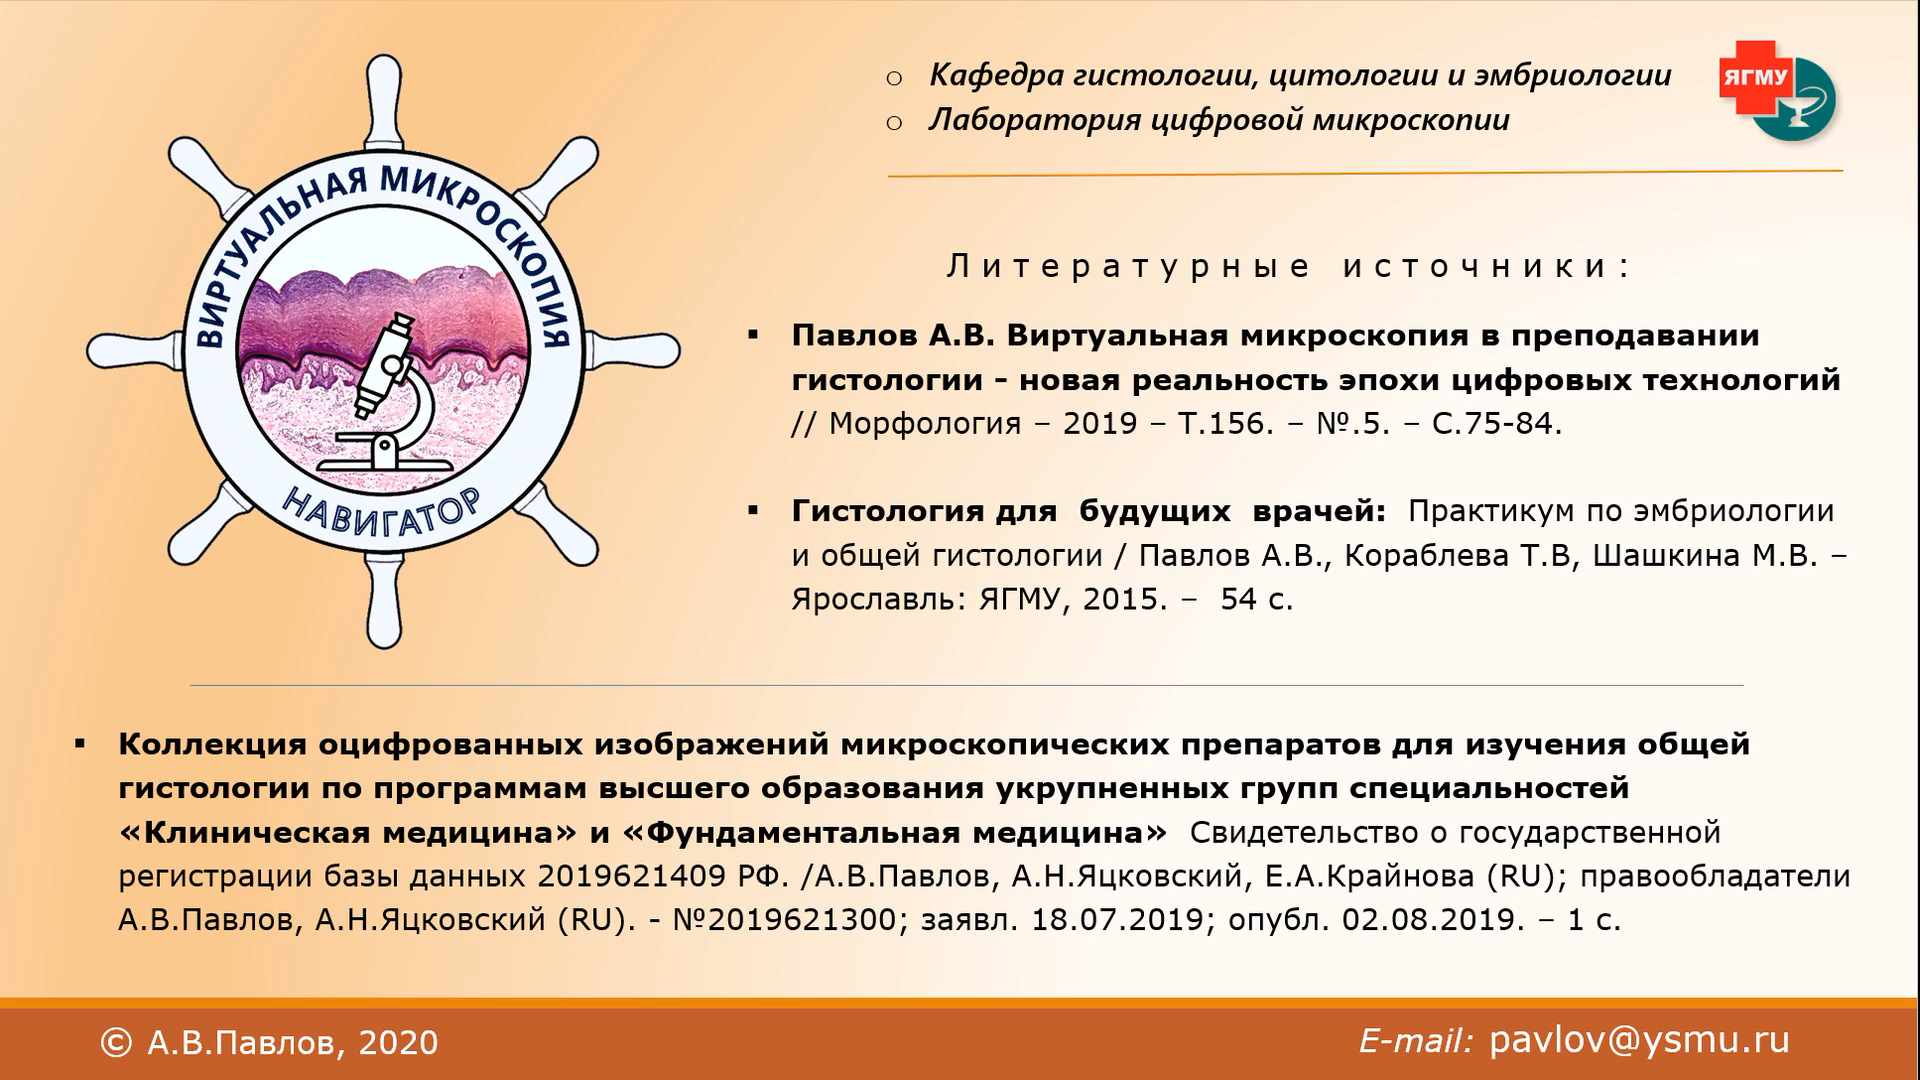 Кафедра гистологии, цитологии и эмбриологии
Лаборатория цифровой микроскопии
ЯГМУ
ВИРТУАЛЬНАЯ МИКРОСКОПИЯ
НАВИГАТОР
Литературные источники:
Павлов А.В. Виртуальная микроскопия в преподавании
гистологии – новая реальность эпохи цифровых технологий
// Морфология – 2019 – Т.156. – №.5. – С.75-84.
Гистология для будущих врачей: Практикум по эмбриологии
и общей гистологии / Павлов А.В., Кораблева Т.В, Шашкина М.В. –
Ярославль: ЯГМУ, 2015. – 54 с.
Коллекция оцифрованных изображений микроскопических препаратов для изучения общей
гистологии по программам высшего образования укрупненных групп специальностей
«Клиническая медицина» и «Фундаментальная медицина» Свидетельство о государственной
регистрации базы данных 2019621409 РФ. /А.В.Павлов, А.Н.Яцковский, Е.А.Крайнова (RU); правообладатели
А.В.Павлов, А.Н.Яцковский (RU). - №2019621300; заявл. 18.07.2019; опубл. 02.08.2019. – 1 с.
© А.В.Павлов, 2020
E-mail: pavlov@ysmu.ru